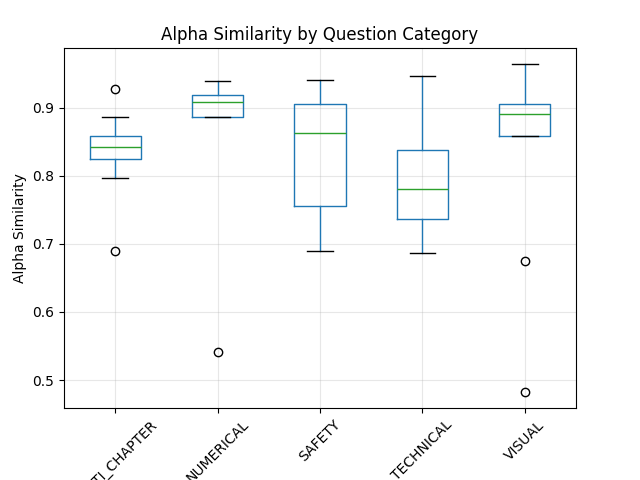 Alpha Similarity by Question Category
Alpha Similarity
0.9
0.8
0.7
0.6
0.5
TI_CHAPTER
NUMERICAL
SAFETY
TECHNICAL
VISUAL